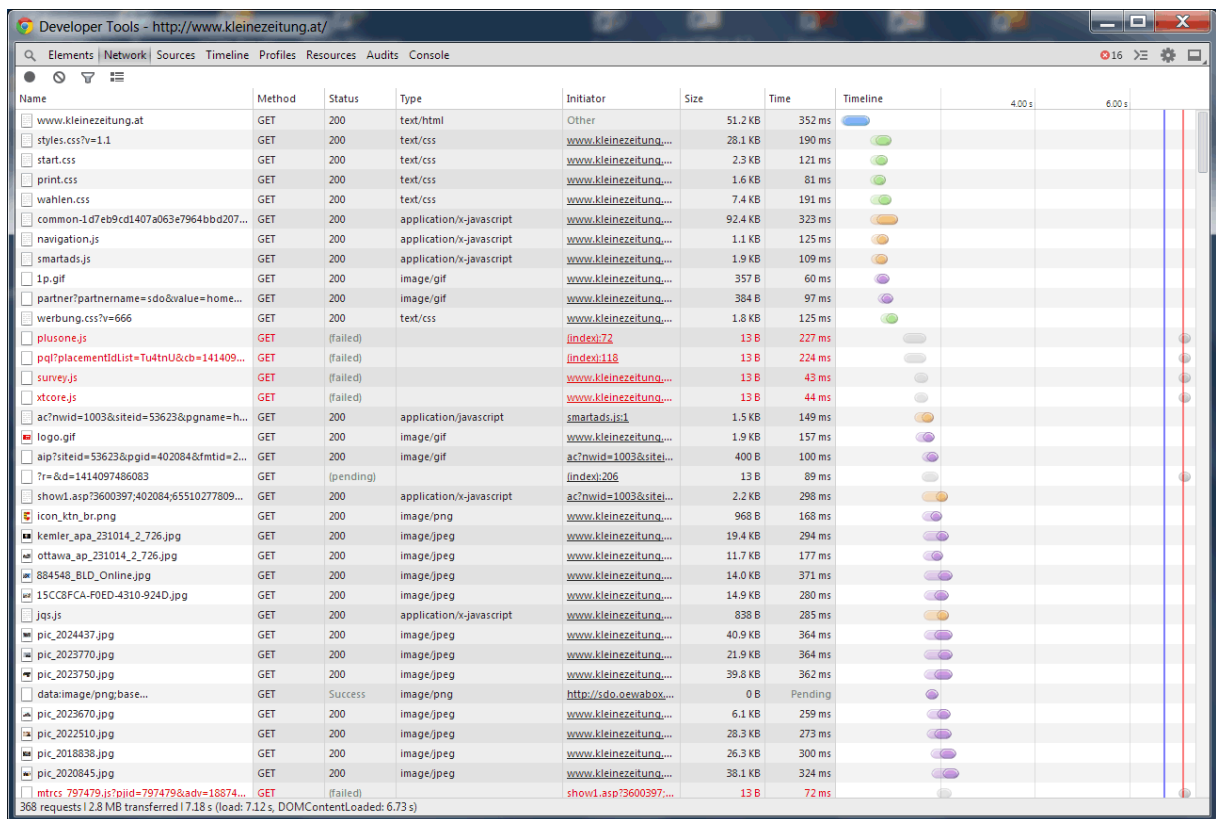 Developer Tools - http://www.kleinezeitung.at/
Elements Network Sources Timeline Profiles Resources Audits Console 16
Name Method Status Type Initiator Size Time Timeline 4.00 s 6.00 s
www.kleinezeitung.at GET 200 text/html Other 51.2 KB 352 ms
styles.css?v=1.1 GET 200 text/css www.kleinezeitung.... 28.1 KB 190 ms
start.css GET 200 text/css www.kleinezeitung.... 2.3 KB 121 ms
print.css GET 200 text/css www.kleinezeitung.... 1.6 KB 81 ms
wahlen.css GET 200 text/css www.kleinezeitung.... 7.4 KB 191 ms
common-1d7eb9cd1407a063e7964bbd207... GET 200 application/x-javascript www.kleinezeitung.... 92.4 KB 323 ms
navigation.js GET 200 application/x-javascript www.kleinezeitung.... 1.1 KB 125 ms
smartads.js GET 200 application/x-javascript www.kleinezeitung.... 1.9 KB 109 ms
1p.gif GET 200 image/gif www.kleinezeitung.... 357 B 60 ms
partner?partnername=sdo&value=home... GET 200 image/gif www.kleinezeitung.... 384 B 97 ms
werbung.css?v=666 GET 200 text/css www.kleinezeitung.... 1.8 KB 125 ms
plusone.js GET (failed) (index):72 13 B 227 ms
pql?placementIdList=Tu4tnU&cb=141409... GET (failed) (index):118 13 B 224 ms
survey.js GET (failed) www.kleinezeitung.... 13 B 43 ms
xtcore.js GET (failed) www.kleinezeitung.... 13 B 44 ms
ac?nwid=1003&siteid=53623&pgname=h... GET 200 application/javascript smartads.js:1 1.5 KB 149 ms
logo.gif GET 200 image/gif www.kleinezeitung.... 1.9 KB 157 ms
aip?siteid=53623&pgid=402084&fmtid=2... GET 200 image/gif ac?nwid=1003&sitei... 400 B 100 ms
?r=&d=1414097486083 GET (pending) (index):206 13 B 89 ms
show1.asp?3600397;402084;65510277809... GET 200 application/x-javascript ac?nwid=1003&sitei... 2.2 KB 298 ms
icon_ktn_br.png GET 200 image/png www.kleinezeitung.... 968 B 168 ms
kemler_apa_231014_2_726.jpg GET 200 image/jpeg www.kleinezeitung.... 19.4 KB 294 ms
ottawa_ap_231014_2_726.jpg GET 200 image/jpeg www.kleinezeitung.... 11.7 KB 177 ms
884548_BLD_Online.jpg GET 200 image/jpeg www.kleinezeitung.... 14.0 KB 371 ms
15CC8FCA-F0ED-4310-924D.jpg GET 200 image/jpeg www.kleinezeitung.... 14.9 KB 280 ms
jqs.js GET 200 application/x-javascript www.kleinezeitung.... 838 B 285 ms
pic_2024437.jpg GET 200 image/jpeg www.kleinezeitung.... 40.9 KB 364 ms
pic_2023770.jpg GET 200 image/jpeg www.kleinezeitung.... 21.9 KB 364 ms
pic_2023750.jpg GET 200 image/jpeg www.kleinezeitung.... 39.8 KB 362 ms
data:image/png;base... GET Success image/png http://sdo.oewabox.... 0 B Pending
pic_2023670.jpg GET 200 image/jpeg www.kleinezeitung.... 6.1 KB 259 ms
pic_2022510.jpg GET 200 image/jpeg www.kleinezeitung.... 28.3 KB 273 ms
pic_2018838.jpg GET 200 image/jpeg www.kleinezeitung.... 26.3 KB 300 ms
pic_2020845.jpg GET 200 image/jpeg www.kleinezeitung.... 38.1 KB 324 ms
mtrcs_797479.js?pjid=797479&adv=18874... GET (failed) show1.asp?3600397;... 13 B 72 ms
368 requests | 2.8 MB transferred | 7.18 s (load: 7.12 s, DOMContentLoaded: 6.73 s)